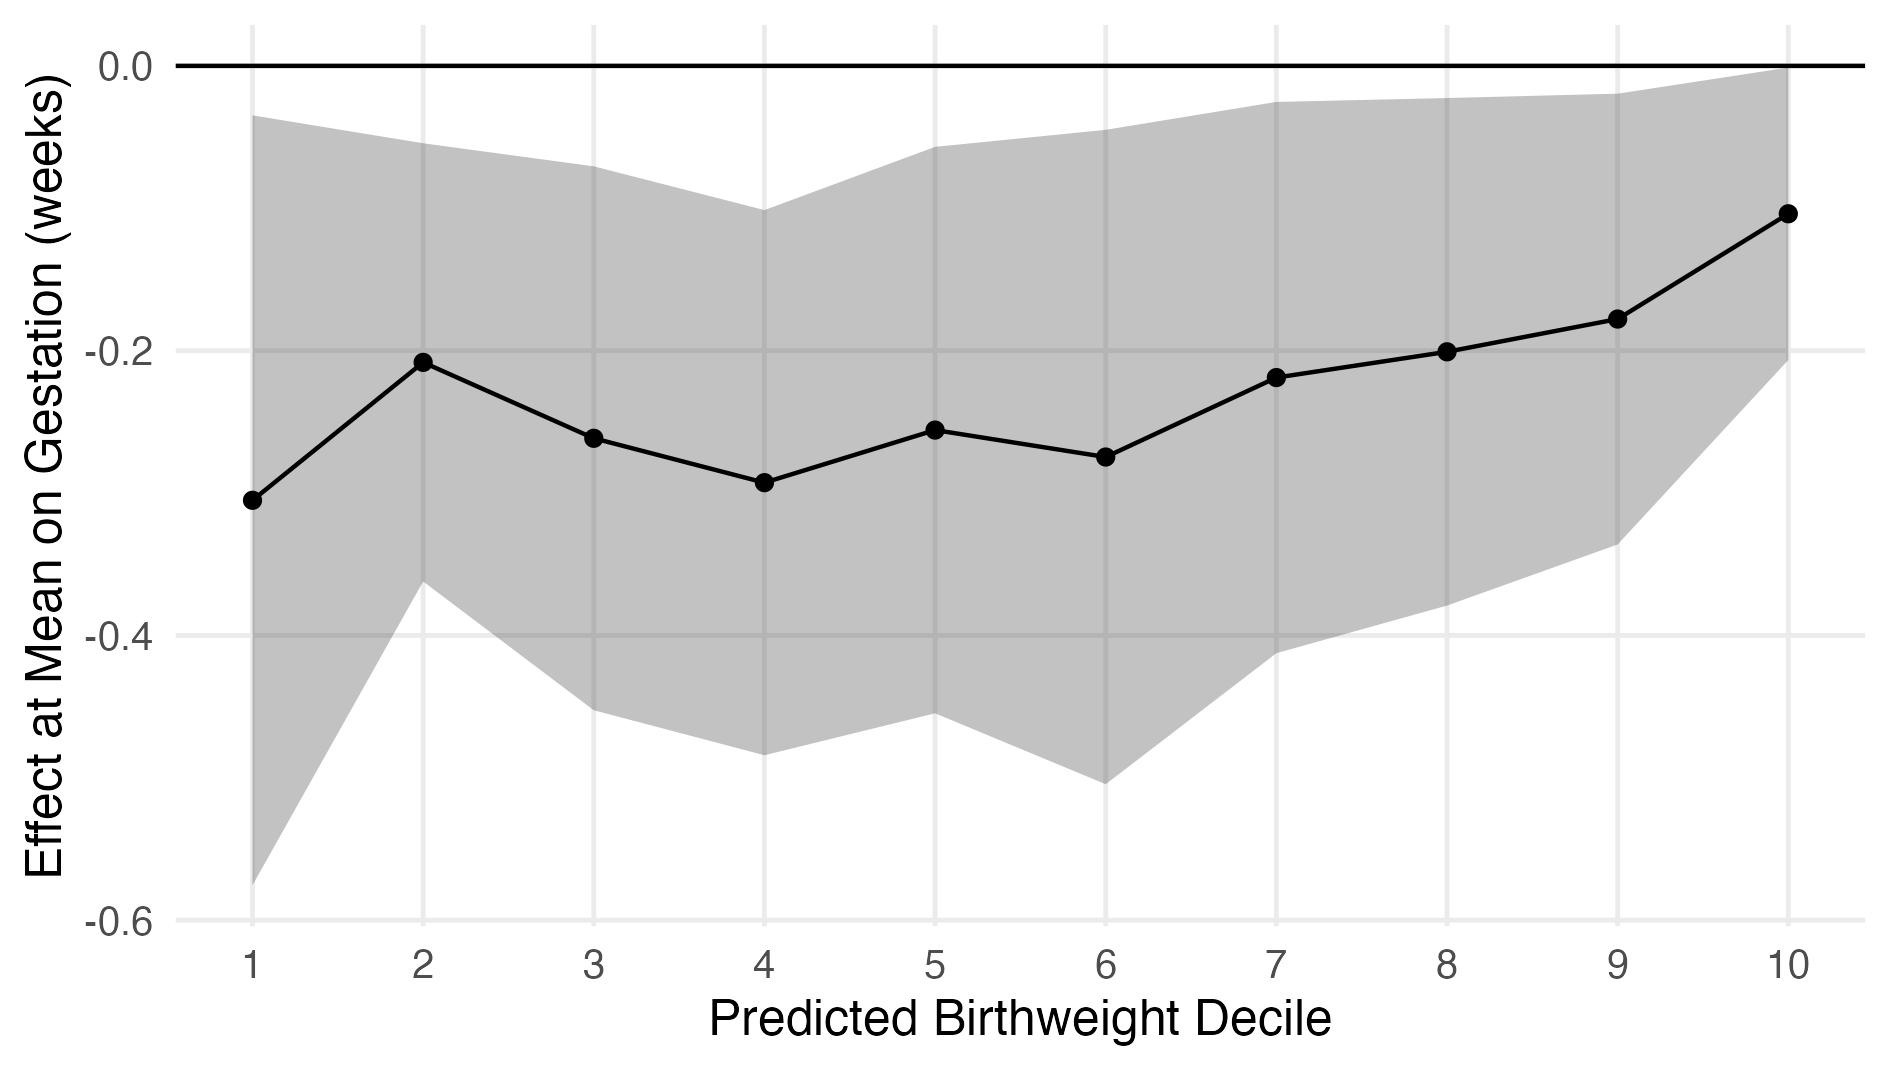 Effect at Mean on Gestation (weeks)
0.0
-0.2
-0.4
-0.6
1 2 3 4 5 6 7 8 9 10
Predicted Birthweight Decile